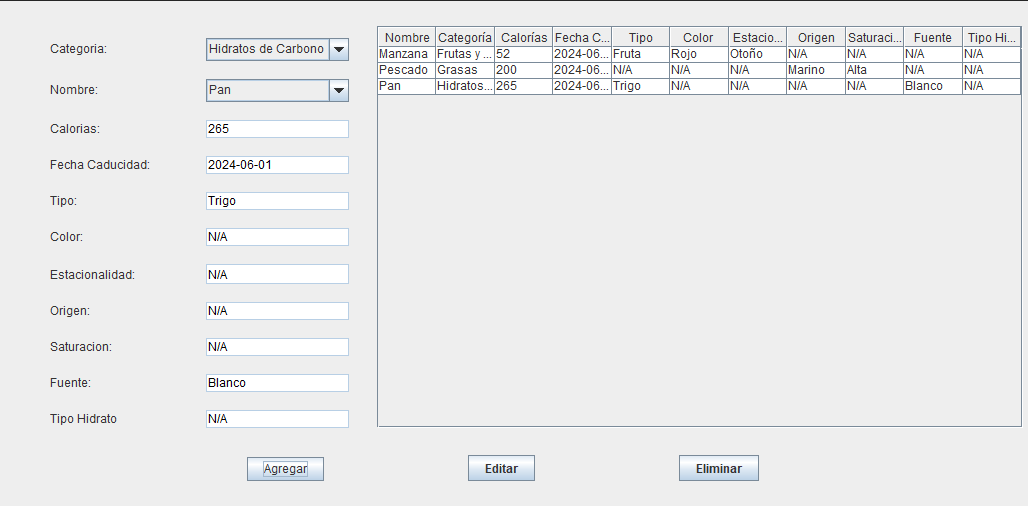 Categoria: Hidratos de Carbono
Nombre: Pan
Calorias: 265
Fecha Caducidad: 2024-06-01
Tipo: Trigo
Color: N/A
Estacionalidad: N/A
Origen: N/A
Saturacion: N/A
Fuente: Blanco
Tipo Hidrato N/A
Nombre Categoría Calorías Fecha C... Tipo Color Estacio... Origen Saturaci... Fuente Tipo Hi...
Manzana Frutas y ... 52 2024-06... Fruta Rojo Otoño N/A N/A N/A N/A
Pescado Grasas 200 2024-06... N/A N/A N/A Marino Alta N/A N/A
Pan Hidratos... 265 2024-06... Trigo N/A N/A N/A N/A Blanco N/A
Agregar Editar Eliminar